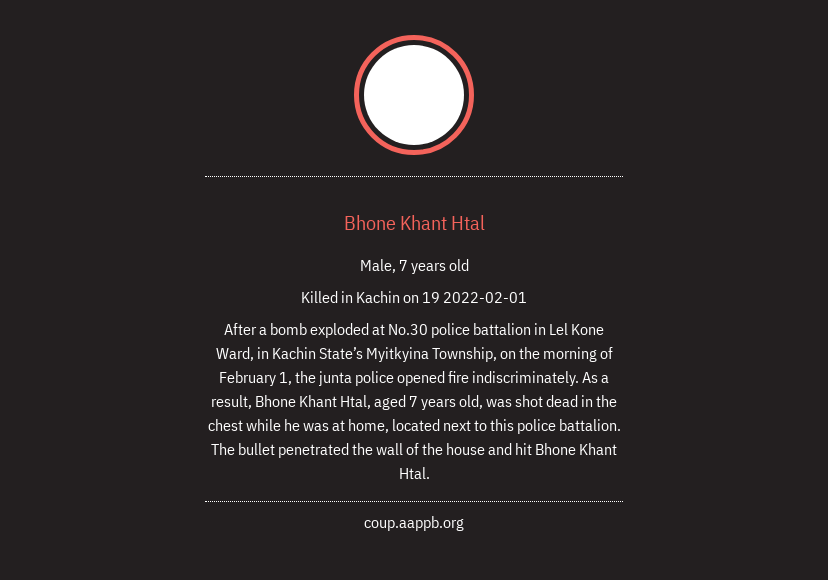 Bhone Khant Htal
Male, 7 years old
Killed in Kachin on 19 2022-02-01
After a bomb exploded at No.30 police battalion in Lel Kone
Ward, in Kachin State’s Myitkyina Township, on the morning of
February 1, the junta police opened fire indiscriminately. As a
result, Bhone Khant Htal, aged 7 years old, was shot dead in the
chest while he was at home, located next to this police battalion.
The bullet penetrated the wall of the house and hit Bhone Khant
Htal.
coup.aappb.org